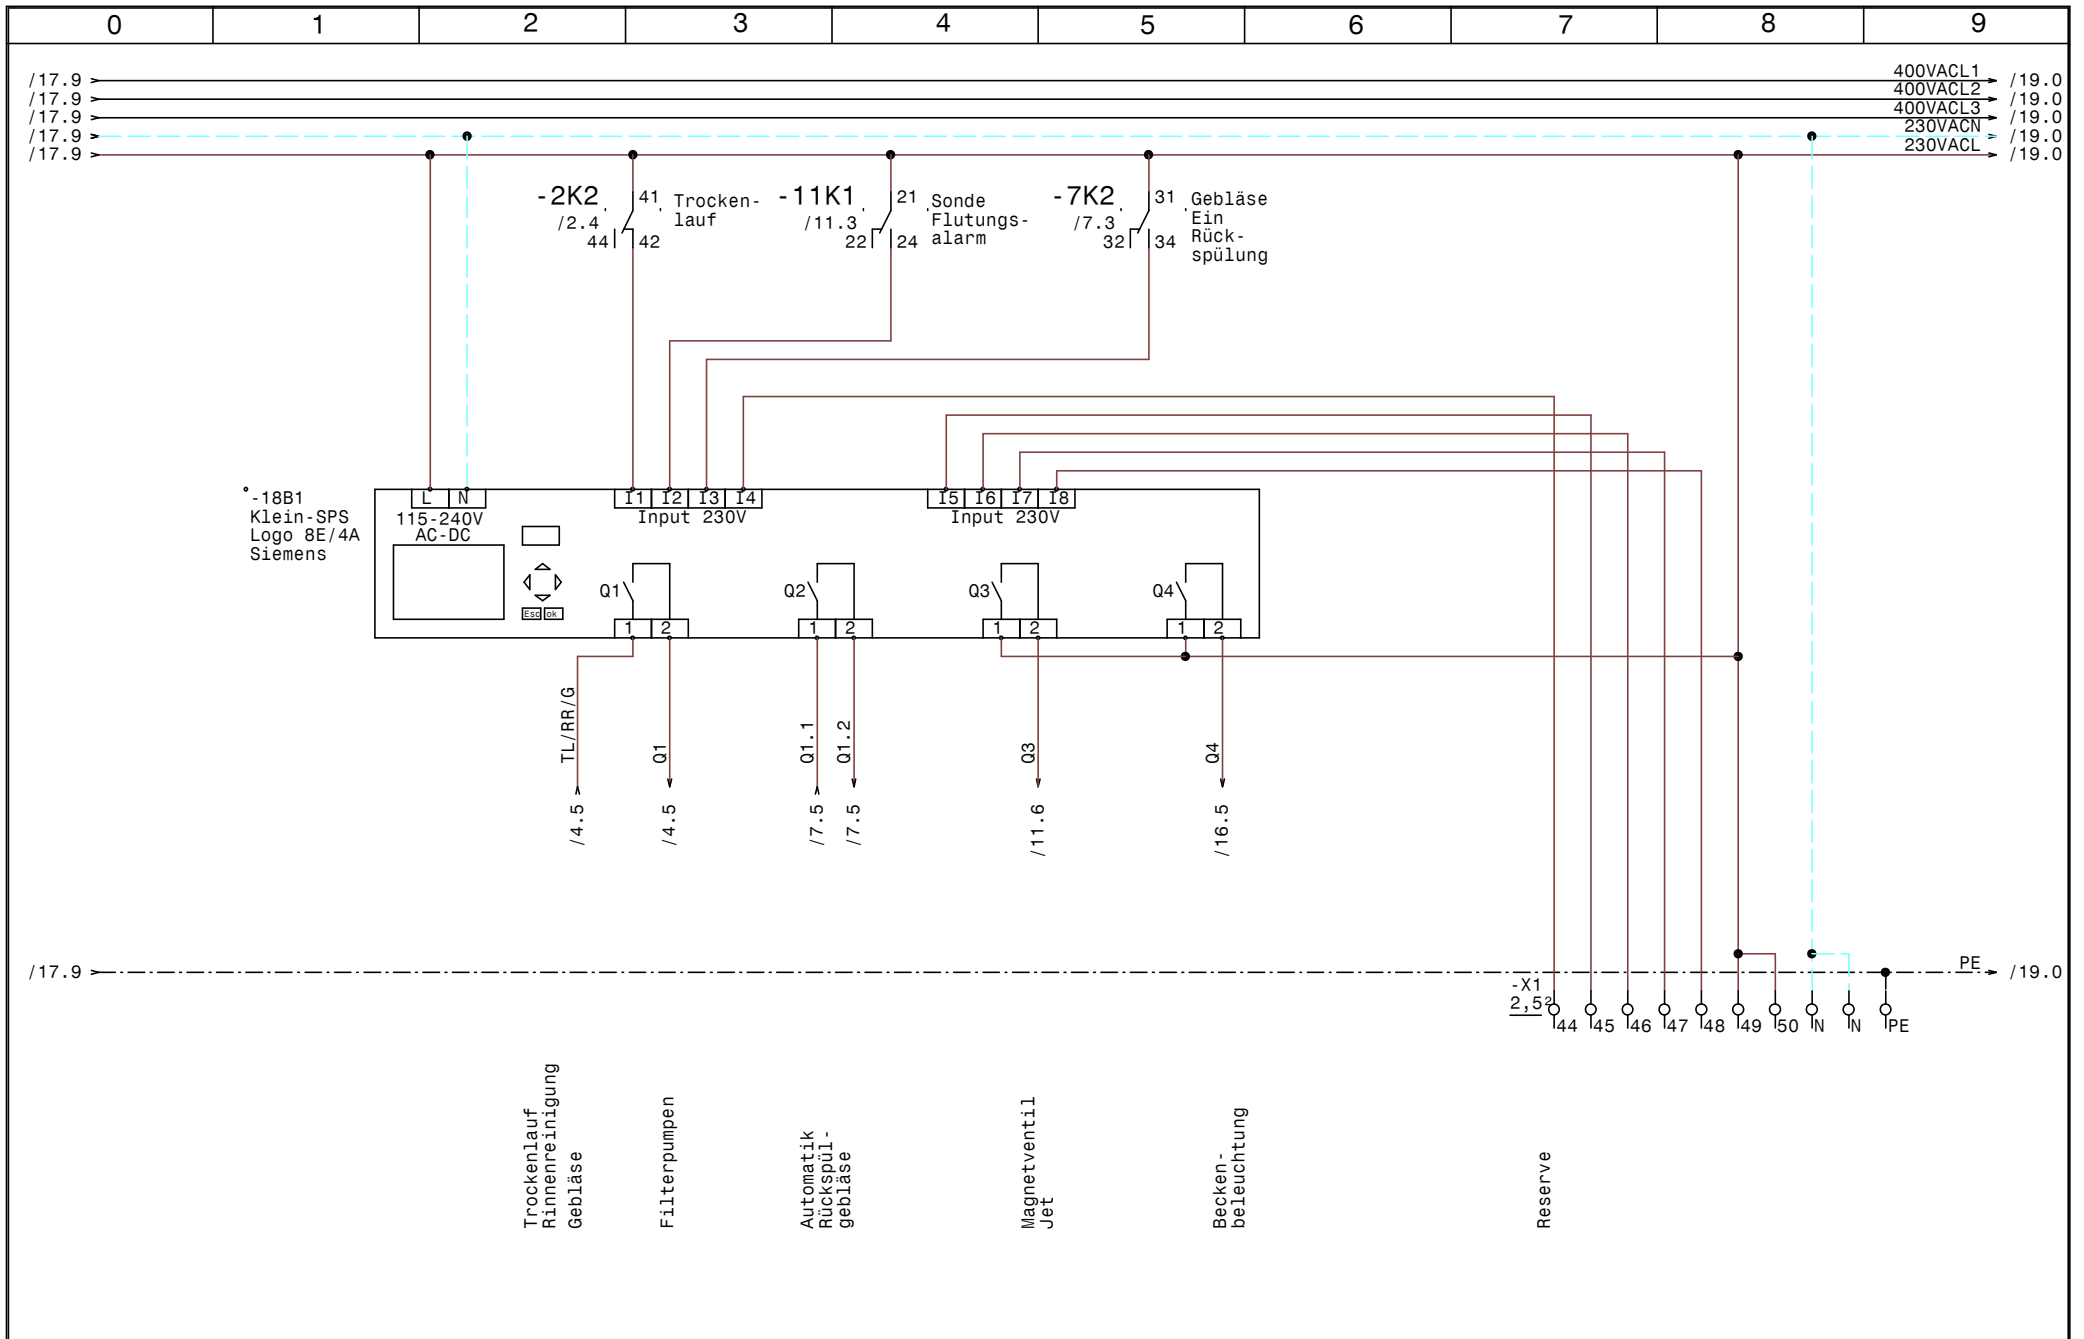 0 1 2 3 4 5 6 7 8 9
/17.9 400VACL1 /19.0
/17.9 400VACL2 /19.0
/17.9 400VACL3 /19.0
/17.9 230VACN /19.0
/17.9 230VACL /19.0
-2K2
/2.4
41
44
42
Trocken-
lauf
-11K1
/11.3
21
22
24
Sonde
Flutungs-
alarm
-7K2
/7.3
31
32
34
Gebläse
Ein
Rück-
spülung
-18B1
Klein-SPS
Logo 8E/4A
Siemens
L N
115-240V
AC-DC
I1 I2 I3 I4
Input 230V
I5 I6 I7 I8
Input 230V
Esc ok
Q1 Q2 Q3 Q4
1 2 1 2 1 2 1 2
TL/RR/G
/4.5
Q1
/4.5
Q1.1
/7.5
Q1.2
/7.5
Q3
/11.6
Q4
/16.5
/17.9 PE /19.0
-X1
2,5²
44 45 46 47 48 49 50 N N PE
Trockenlauf
Rinnenreinigung
Gebläse
Filterpumpen
Automatik
Rückspül-
gebläse
Magnetventil
Jet
Becken-
beleuchtung
Reserve